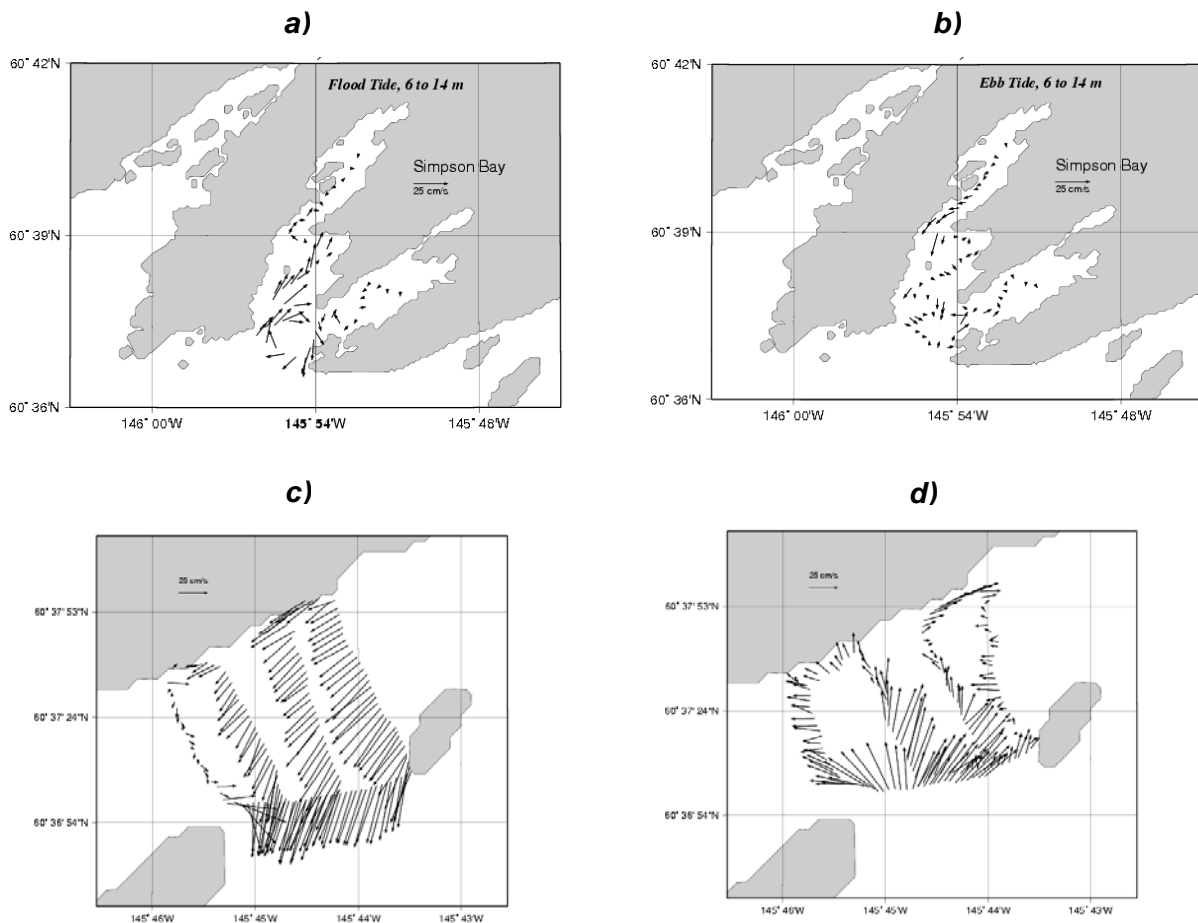 a)
60° 42'N
Flood Tide, 6 to 14 m
Simpson Bay
25 cm/s
60° 39'N
60° 36'N
146° 00'W
145° 54'W
145° 48'W
b)
60° 42'N
Ebb Tide, 6 to 14 m
Simpson Bay
25 cm/s
60° 39'N
60° 36'N
146° 00'W
145° 54'W
145° 48'W
c)
25 cm/s
60° 37'53"N
60° 37'24"N
60° 36'54"N
145° 46'W
145° 45'W
145° 44'W
145° 43'W
d)
25 cm/s
60° 37'53"N
60° 37'24"N
60° 36'54"N
145° 46'W
145° 45'W
145° 44'W
145° 43'W